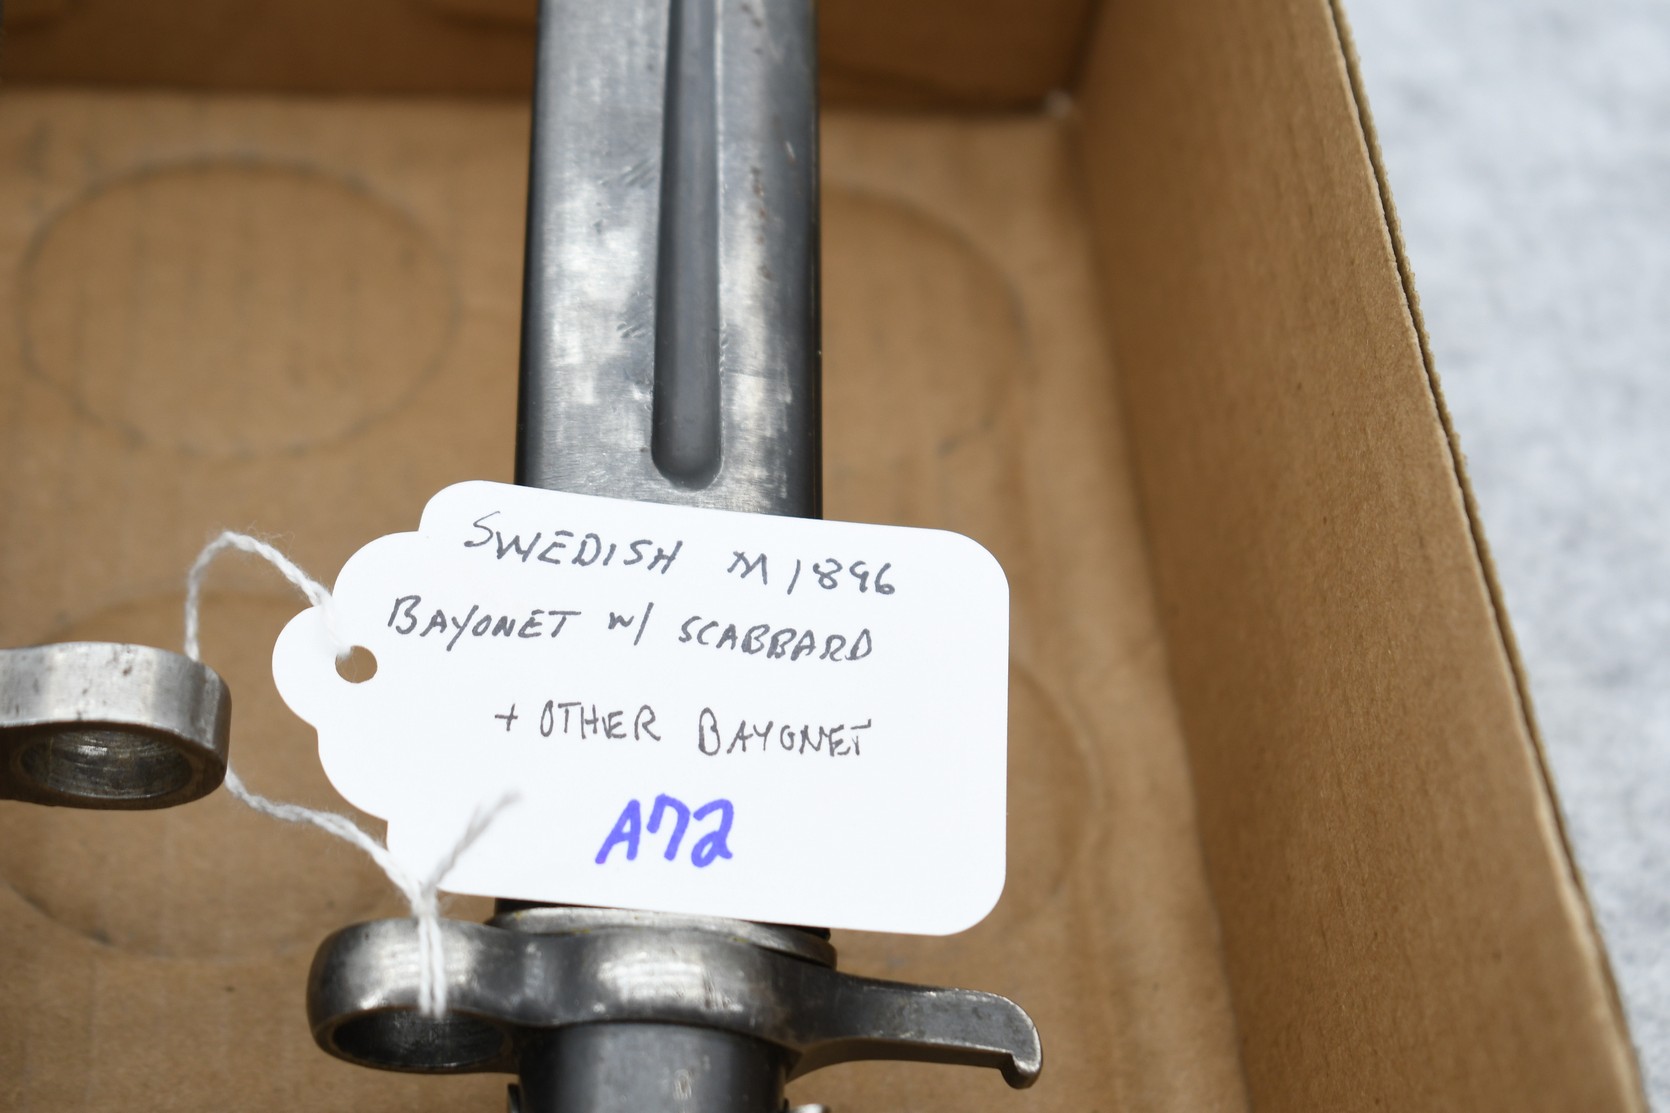 SWEDISH M1896
BAYONET W/ SCABBARD
+ OTHER BAYONET
A72